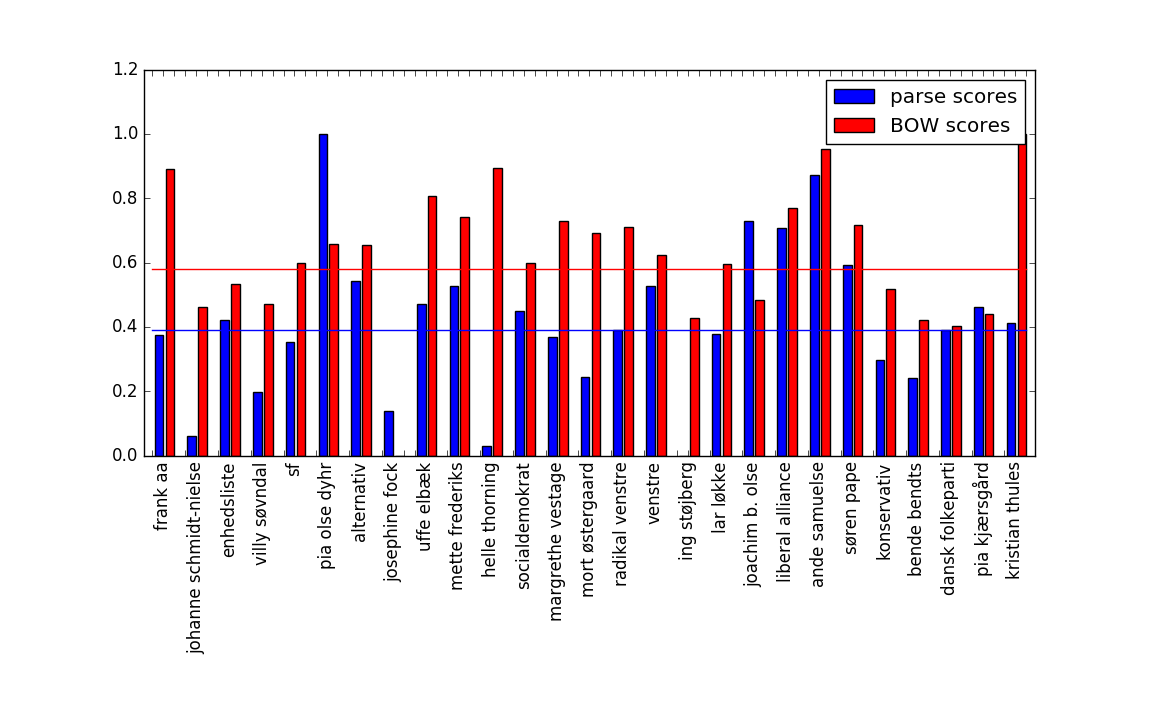 1.2
1.0
0.8
0.6
0.4
0.2
0.0
parse scores
BOW scores
frank aa
johanne schmidt-nielse
enhedsliste
villy søvndal
sf
pia olse dyhr
alternativ
josephine fock
uffe elbæk
mette frederiks
helle thorning
socialdemokrat
margrethe vestage
mort østergaard
radikal venstre
venstre
ing støjberg
lar løkke
joachim b. olse
liberal alliance
ande samuelse
søren pape
konservativ
bende bendts
dansk folkeparti
pia kjærsgård
kristian thules